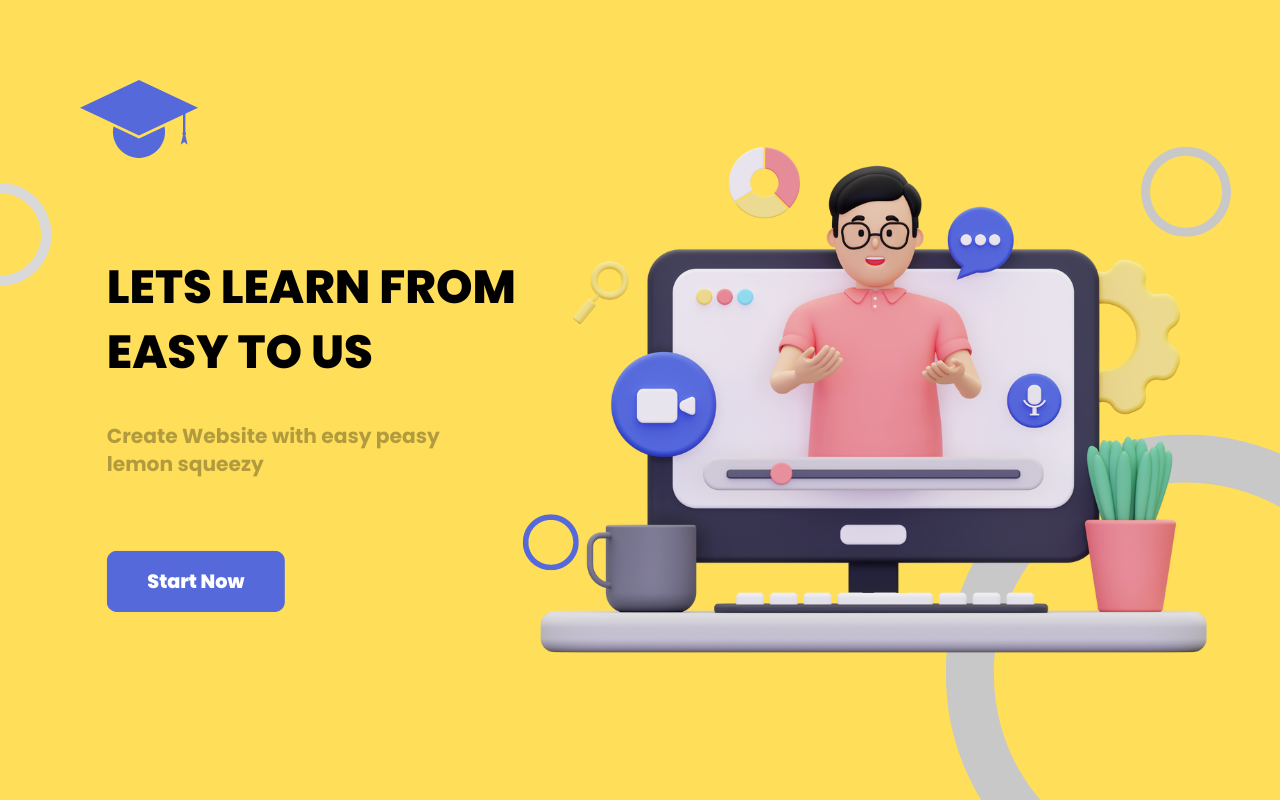 LETS LEARN FROM
EASY TO US
Create Website with easy peasy
lemon squeezy
Start Now